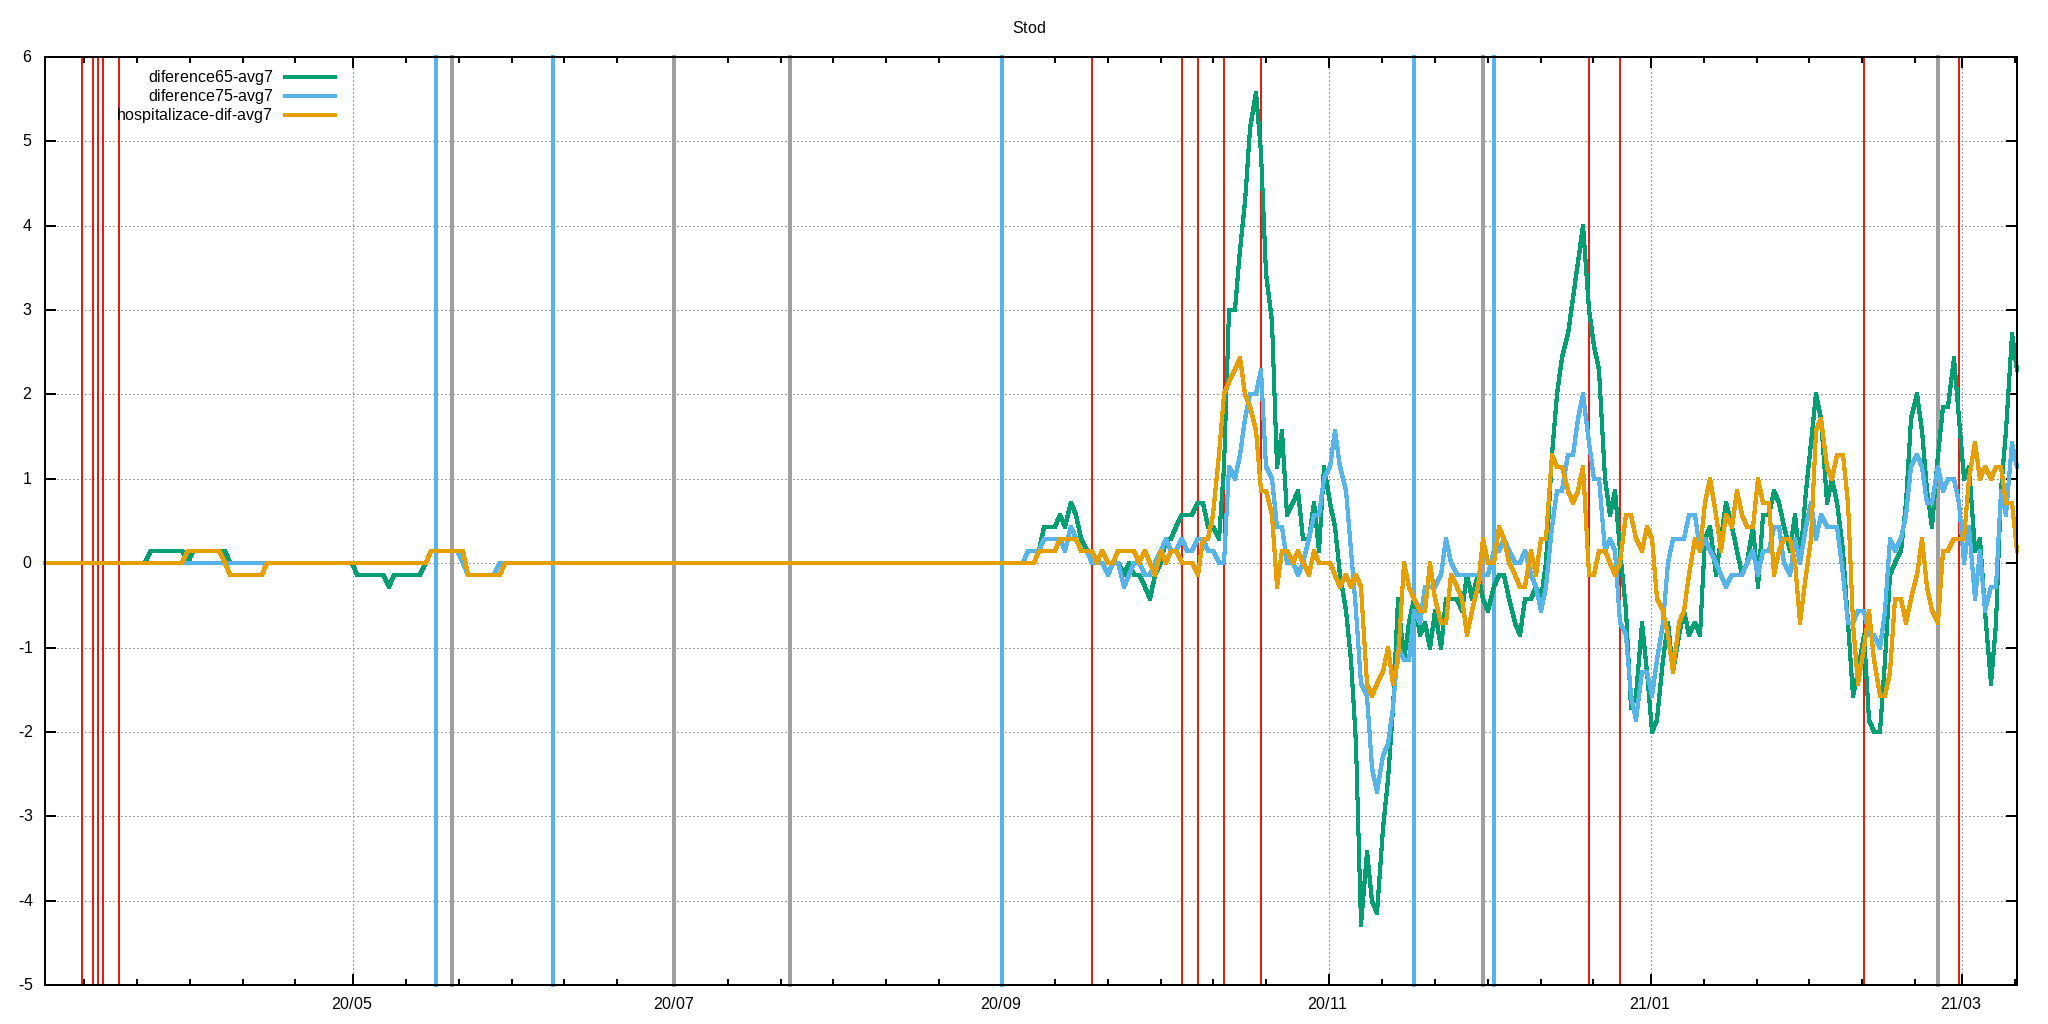 Stod
6
diference65-avg7
diference75-avg7
hospitalizace-dif-avg7
5
4
3
2
1
0
-1
-2
-3
-4
-5
20/05 20/07 20/09 20/11 21/01 21/03